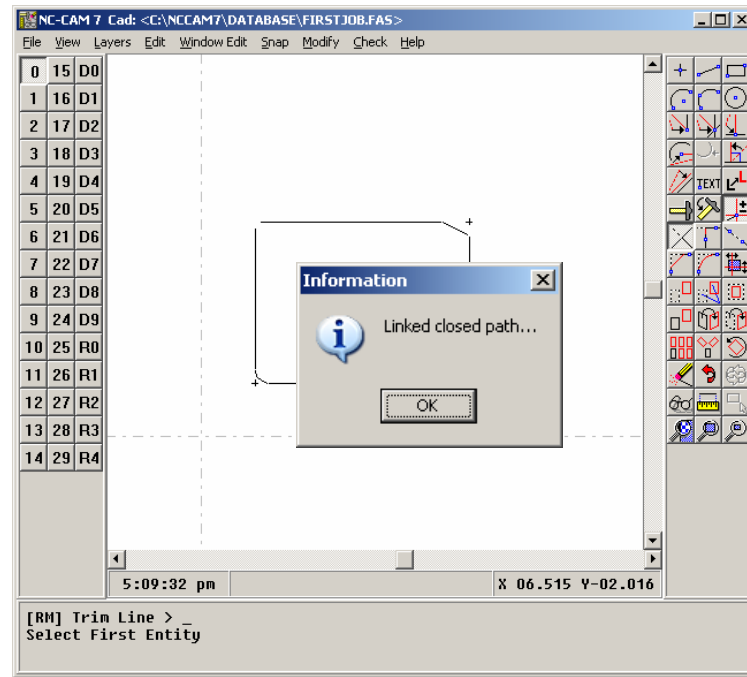 NC-CAM 7 Cad: <C:\NCCAM7\DATABASE\FIRSTJOB.FAS>
File View Layers Edit Window Edit Snap Modify Check Help
0 15 D0
1 16 D1
2 17 D2
3 18 D3
4 19 D4
5 20 D5
6 21 D6
7 22 D7
8 23 D8
9 24 D9
10 25 R0
11 26 R1
12 27 R2
13 28 R3
14 29 R4
TEXT
Information
Linked closed path...
OK
5:09:32 pm X 06.515 Y-02.016
[RM] Trim Line > _
Select First Entity